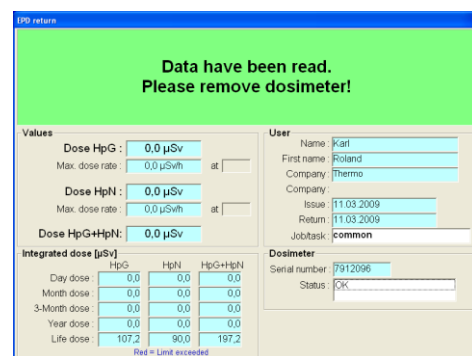 EPD return
Data have been read.
Please remove dosimeter!
Values
Dose HpG : 0,0 µSv
Max. dose rate : 0,0 µSv/h at
Dose HpN : 0,0 µSv
Max. dose rate : 0,0 µSv/h at
Dose HpG+HpN: 0,0 µSv
User
Name : Karl
First name : Roland
Company : Thermo
Company :
Issue : 11.03.2009
Return : 11.03.2009
Job/task : common
Integrated dose [µSv]
HpG HpN HpG+HpN
Day dose : 0,0 0,0 0,0
Month dose : 0,0 0,0 0,0
3-Month dose : 0,0 0,0 0,0
Year dose : 0,0 0,0 0,0
Life dose : 107,2 90,0 197,2
Red = Limit exceeded
Dosimeter
Serial number : 7912096
Status : OK